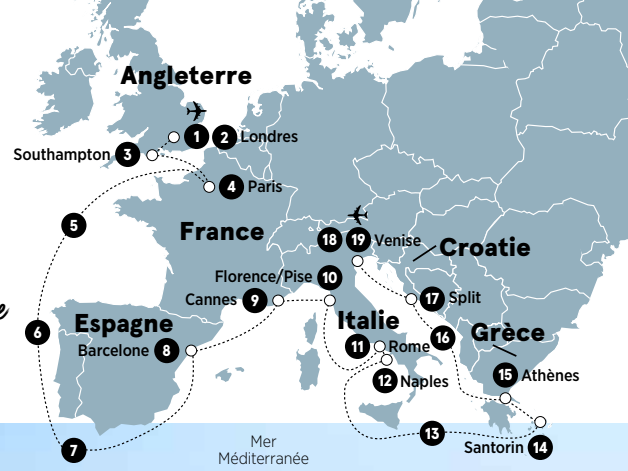 Angleterre
1 2 Londres
Southampton 3
4 Paris
5
France
18 19 Venise
Croatie
Florence/Pise 10
Cannes 9
17 Split
6
Espagne
Italie
Grèce
16
Barcelone 8
11 Rome
15 Athènes
12 Naples
13
7
Mer
Méditerranée
Santorin 14